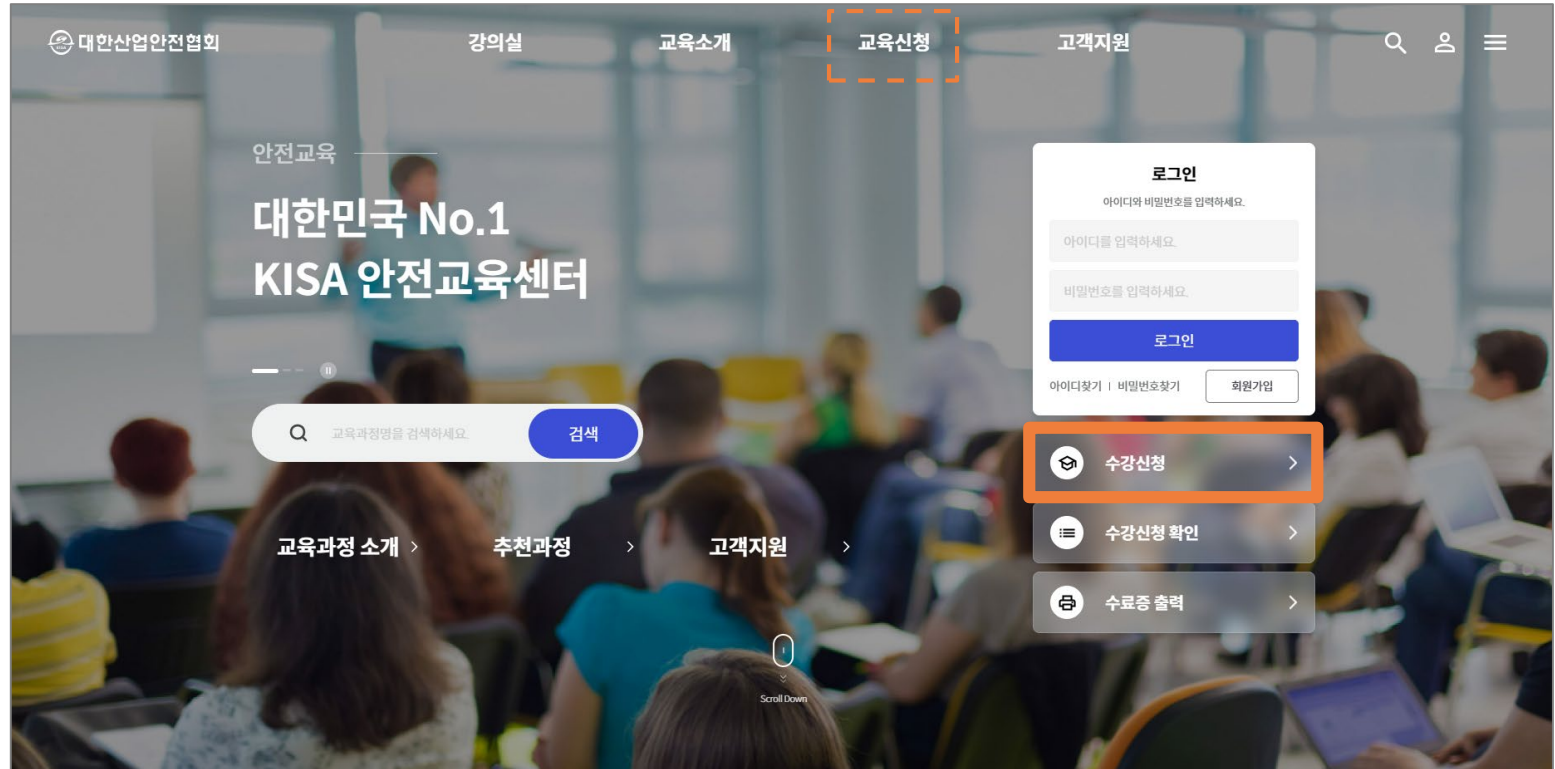 대한산업안전협회
강의실
교육소개
교육신청
고객지원
안전교육
대한민국 No.1
KISA 안전교육센터
교육과정명을 검색하세요.
검색
교육과정 소개
추천과정
고객지원
Scroll Down
로그인
아이디와 비밀번호를 입력하세요.
아이디를 입력하세요.
비밀번호를 입력하세요.
로그인
아이디찾기 | 비밀번호찾기
회원가입
수강신청
수강신청 확인
수료증 출력